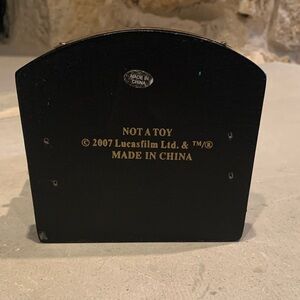 MADE IN
CHINA
NOT A TOY
© 2007 Lucasfilm Ltd. & ™/®
MADE IN CHINA